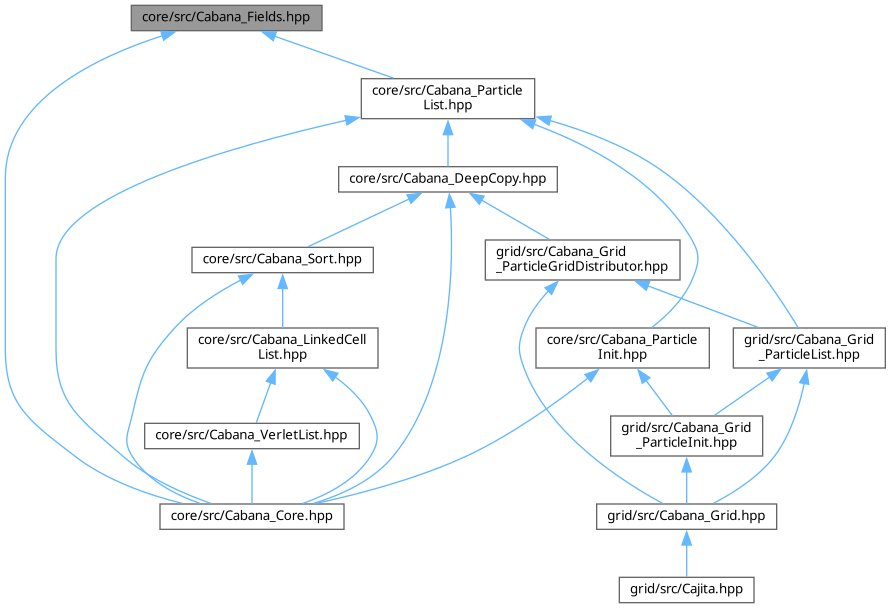 core/src/Cabana_Fields.hpp
core/src/Cabana_Particle
List.hpp
core/src/Cabana_DeepCopy.hpp
core/src/Cabana_Sort.hpp
grid/src/Cabana_Grid
_ParticleGridDistributor.hpp
core/src/Cabana_LinkedCell
List.hpp
core/src/Cabana_Particle
Init.hpp
grid/src/Cabana_Grid
_ParticleList.hpp
core/src/Cabana_VerletList.hpp
grid/src/Cabana_Grid
_ParticleInit.hpp
core/src/Cabana_Core.hpp
grid/src/Cabana_Grid.hpp
grid/src/Cajita.hpp